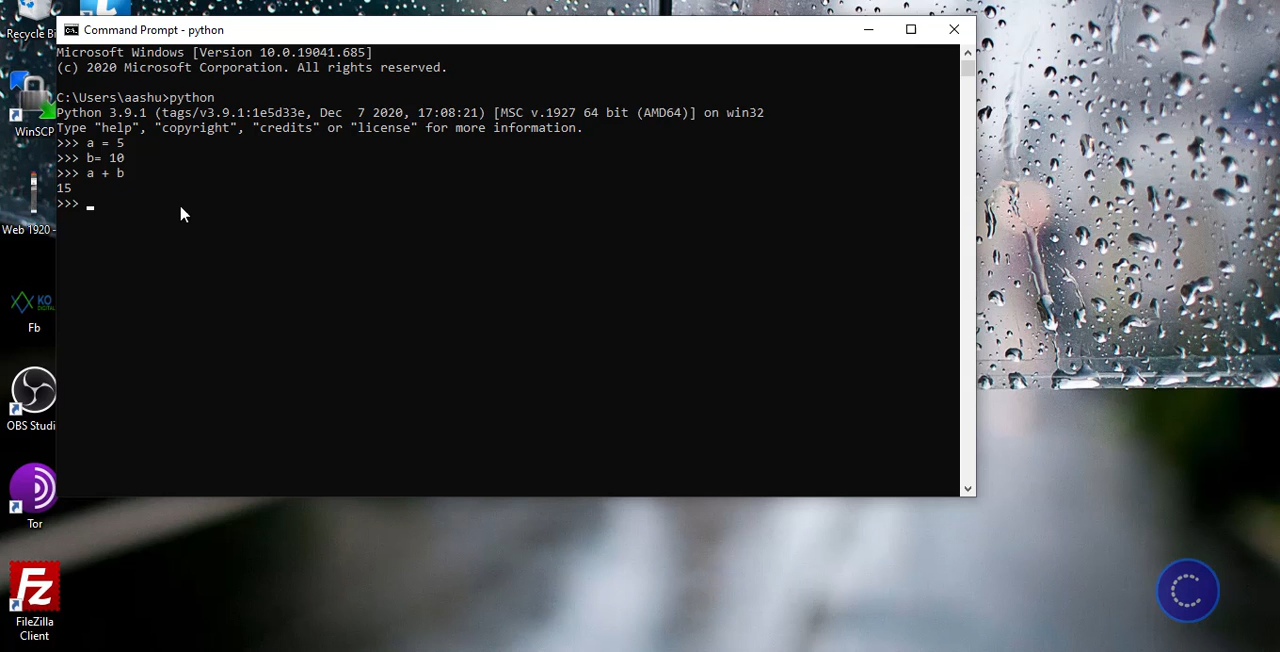 Recycle Bi
WinSCP
Web 1920 -
KO
Fb
OBS Studi
Tor
Fz
FileZilla
Client
Command Prompt - python
Microsoft Windows [Version 10.0.19041.685]
(c) 2020 Microsoft Corporation. All rights reserved.
C:\Users\aashu>python
Python 3.9.1 (tags/v3.9.1:1e5d33e, Dec  7 2020, 17:08:21) [MSC v.1927 64 bit (AMD64)] on win32
Type "help", "copyright", "credits" or "license" for more information.
>>> a = 5
>>> b= 10
>>> a + b
15
>>>
C